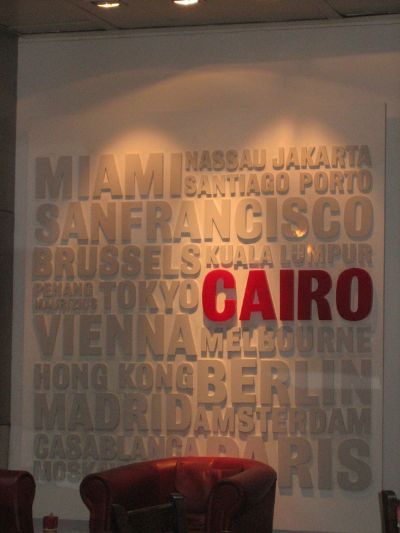 MIAMI NASSAU JAKARTA
SANTIAGO PORTO
SANFRANCISCO
BRUSSELS KUALA LUMPUR
PENANG
MAURITIUS TOKYO CAIRO
VIENNA MELBOURNE
HONG KONG BERLIN
MADRID AMSTERDAM
CASABLANCA PARIS